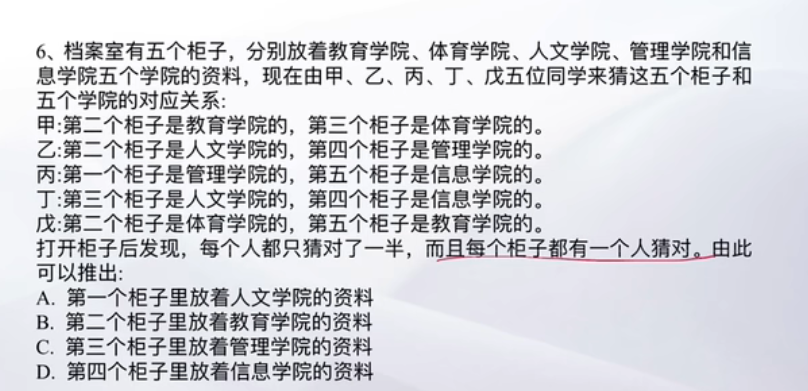 6、档案室有五个柜子，分别放着教育学院、体育学院、人文学院、管理学院和信
息学院五个学院的资料，现在由甲、乙、丙、丁、戊五位同学来猜这五个柜子和
五个学院的对应关系:
甲:第二个柜子是教育学院的，第三个柜子是体育学院的。
乙:第二个柜子是人文学院的，第四个柜子是管理学院的。
丙:第一个柜子是管理学院的，第五个柜子是信息学院的。
丁:第三个柜子是人文学院的，第四个柜子是信息学院的。
戊:第二个柜子是体育学院的，第五个柜子是教育学院的。
打开柜子后发现，每个人都只猜对了一半，而且每个柜子都有一个人猜对。由此
可以推出:
A. 第一个柜子里放着人文学院的资料
B. 第二个柜子里放着教育学院的资料
C. 第三个柜子里放着管理学院的资料
D. 第四个柜子里放着信息学院的资料